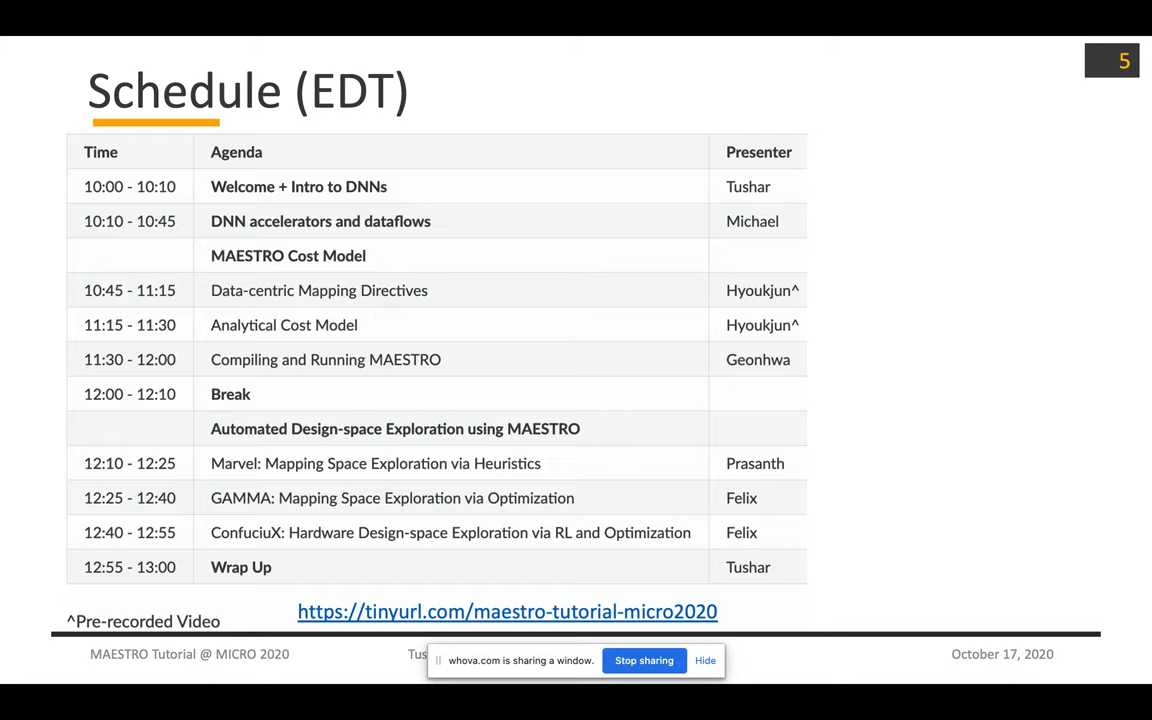 5
Schedule (EDT)
Time Agenda Presenter
10:00 - 10:10 Welcome + Intro to DNNs Tushar
10:10 - 10:45 DNN accelerators and dataflows Michael
MAESTRO Cost Model
10:45 - 11:15 Data-centric Mapping Directives Hyoukjun^
11:15 - 11:30 Analytical Cost Model Hyoukjun^
11:30 - 12:00 Compiling and Running MAESTRO Geonhwa
12:00 - 12:10 Break
Automated Design-space Exploration using MAESTRO
12:10 - 12:25 Marvel: Mapping Space Exploration via Heuristics Prasanth
12:25 - 12:40 GAMMA: Mapping Space Exploration via Optimization Felix
12:40 - 12:55 ConfuciuX: Hardware Design-space Exploration via RL and Optimization Felix
12:55 - 13:00 Wrap Up Tushar
^Pre-recorded Video https://tinyurl.com/maestro-tutorial-micro2020
MAESTRO Tutorial @ MICRO 2020 October 17, 2020
whova.com is sharing a window. Stop sharing Hide